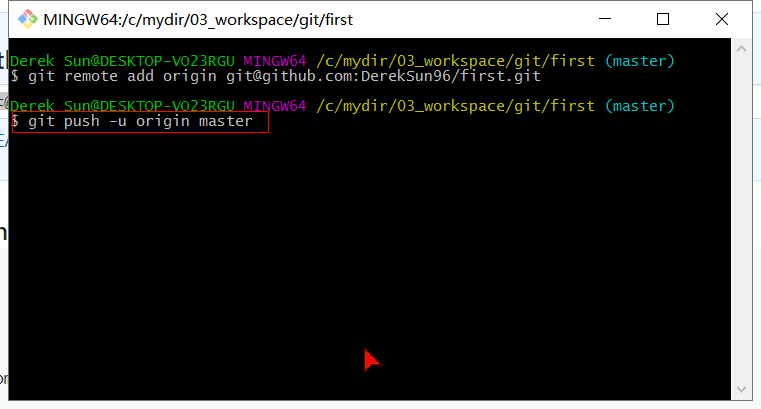 MINGW64:/c/mydir/03_workspace/git/first
Derek Sun@DESKTOP-VO23RGU MINGW64 /c/mydir/03_workspace/git/first (master)
$ git remote add origin git@github.com:DerekSun96/first.git
Derek Sun@DESKTOP-VO23RGU MINGW64 /c/mydir/03_workspace/git/first (master)
$ git push -u origin master